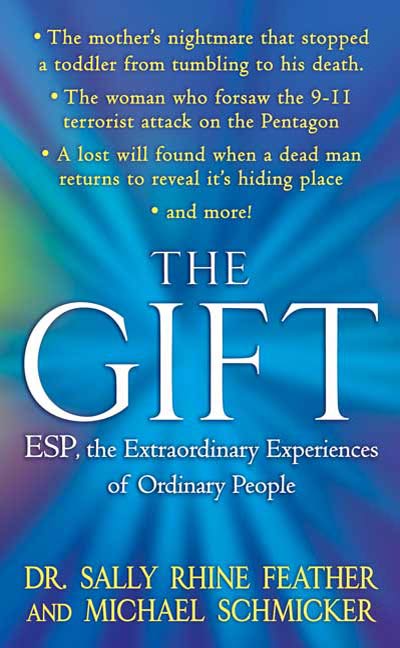 • The mother's nightmare that stopped
a toddler from tumbling to his death.
• The woman who forsaw the 9-11
terrorist attack on the Pentagon
• A lost will found when a dead man
returns to reveal it's hiding place
• and more!
THE
GIFT
ESP, the Extraordinary Experiences
of Ordinary People
DR. SALLY RHINE FEATHER
AND MICHAEL SCHMICKER